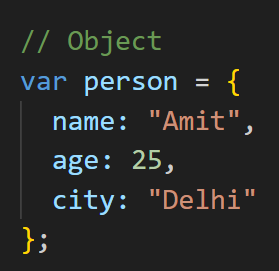 // Object
var person = {
  name: "Amit",
  age: 25,
  city: "Delhi"
};